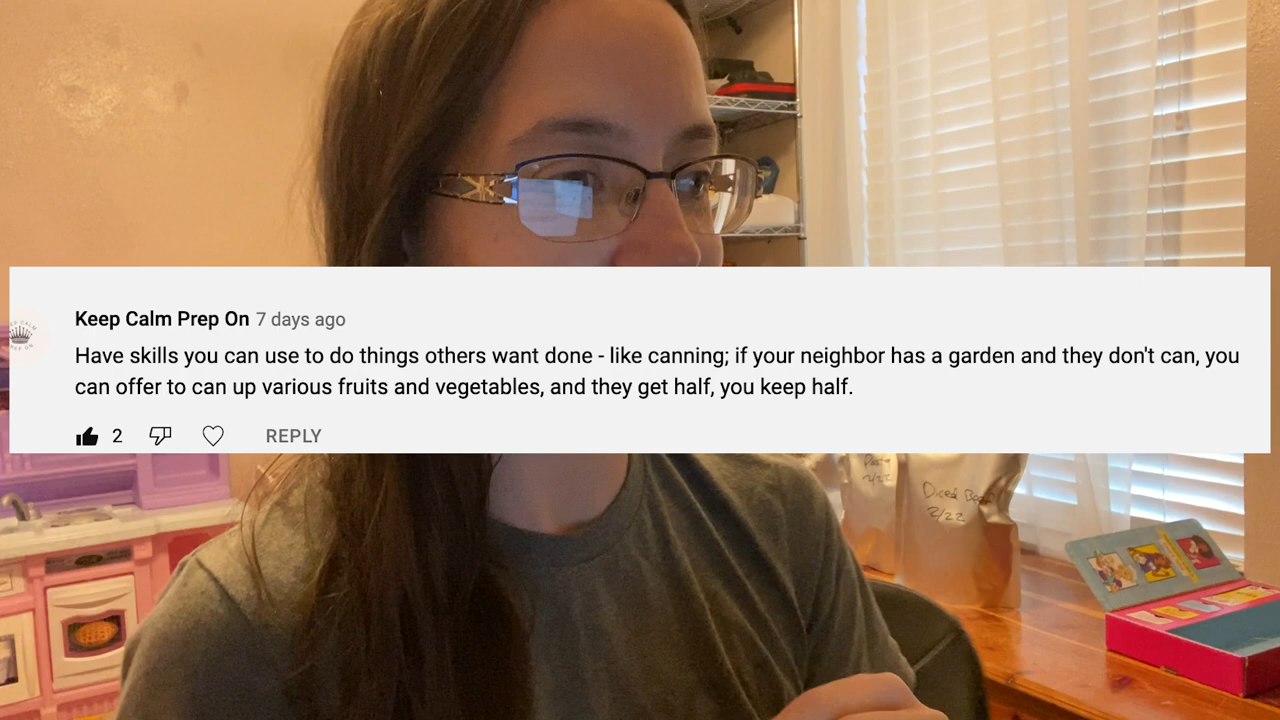 Keep Calm Prep On 7 days ago
Have skills you can use to do things others want done - like canning; if your neighbor has a garden and they don't can, you
can offer to can up various fruits and vegetables, and they get half, you keep half.
2 REPLY
2/22
Diced Beef
2/22